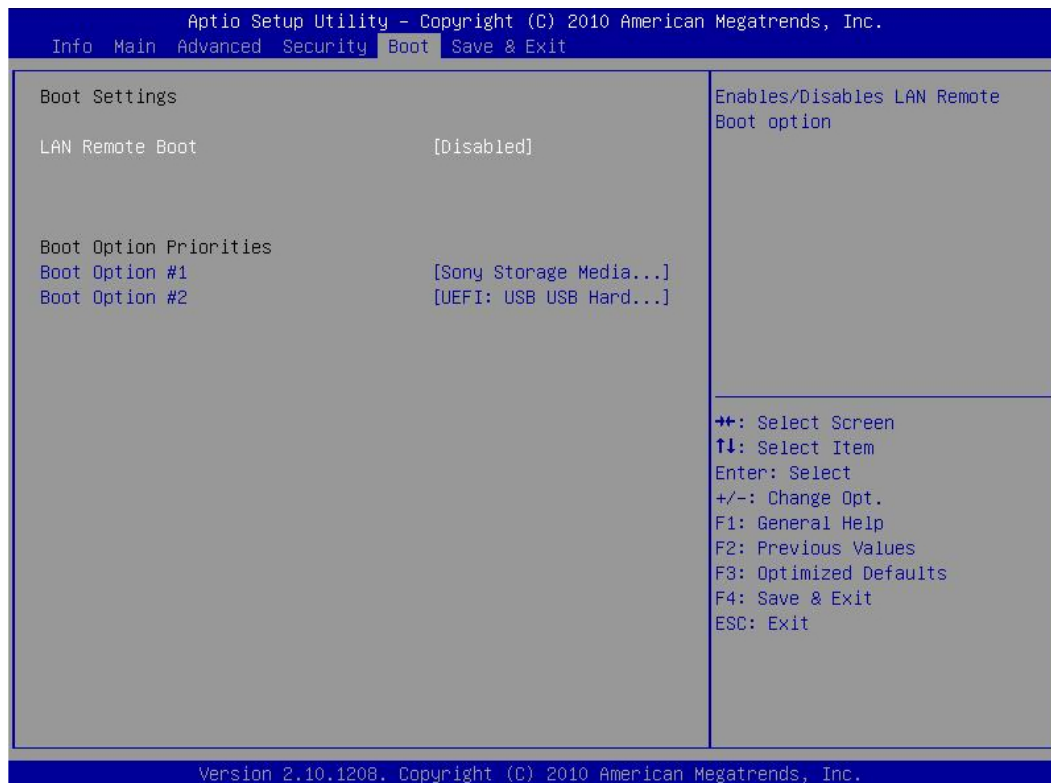 Aptio Setup Utility – Copyright (C) 2010 American Megatrends, Inc.
Info Main Advanced Security Boot Save & Exit
Boot Settings
LAN Remote Boot [Disabled]
Boot Option Priorities
Boot Option #1 [Sony Storage Media...]
Boot Option #2 [UEFI: USB USB Hard...]
Enables/Disables LAN Remote
Boot option
→←: Select Screen
↑↓: Select Item
Enter: Select
+/-: Change Opt.
F1: General Help
F2: Previous Values
F3: Optimized Defaults
F4: Save & Exit
ESC: Exit
Version 2.10.1208. Copyright (C) 2010 American Megatrends, Inc.